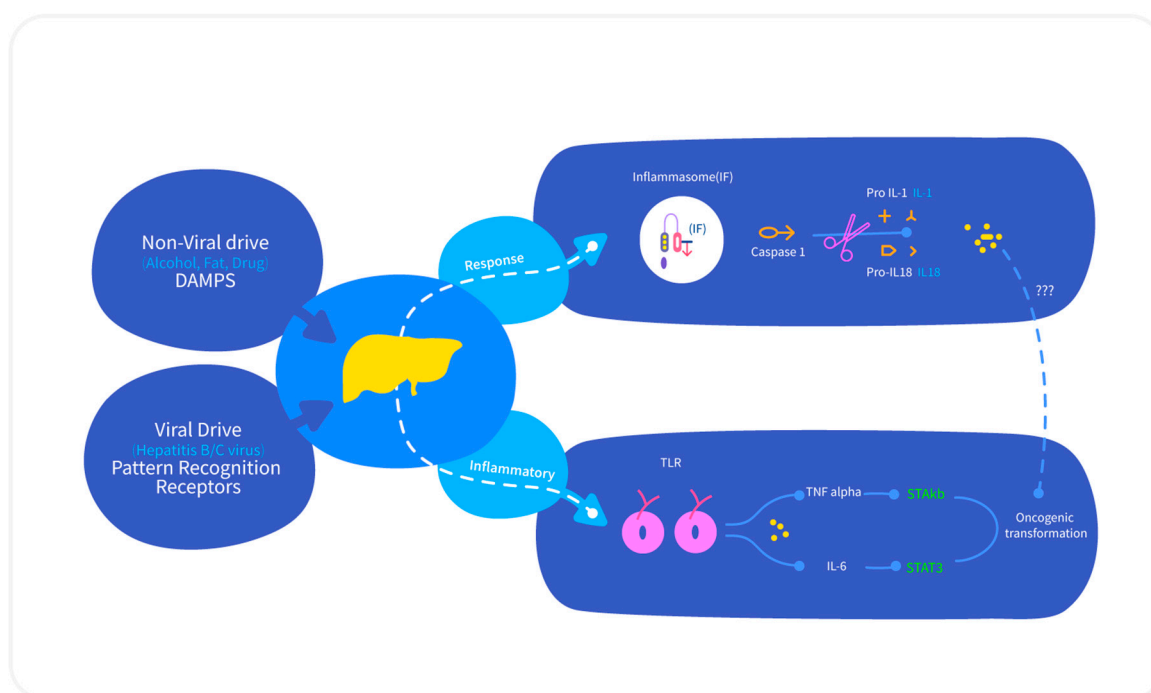 Non-Viral drive
(Alcohol, Fat, Drug)
DAMPS
Viral Drive
(Hepatitis B/C virus)
Pattern Recognition
Receptors
Response
Inflammatory
Inflammasome(IF)
(IF)
Caspase 1
Pro IL-1 IL-1
Pro-IL18 IL18
???
TLR
TNF alpha
STAkb
IL-6
STAT3
Oncogenic
transformation